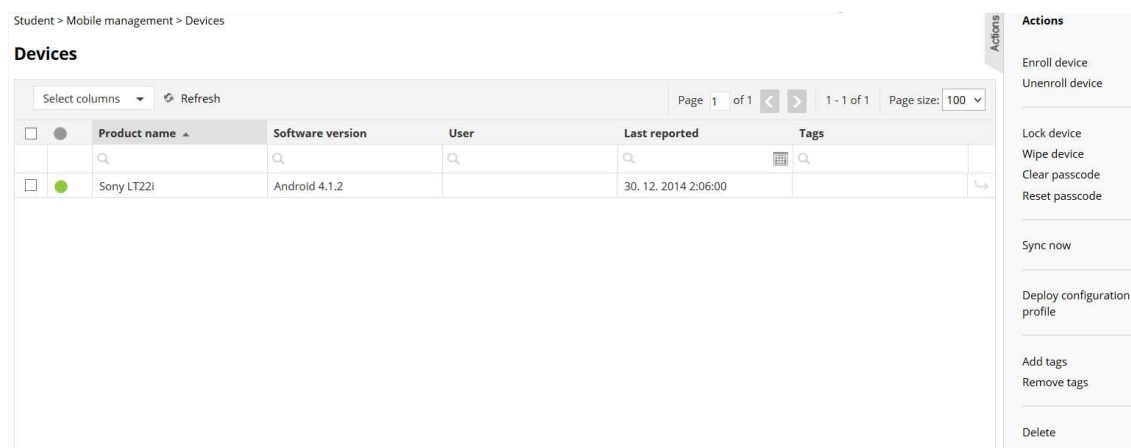 Student > Mobile management > Devices
Devices
Select columns
Refresh
Page 1 of 1
1 - 1 of 1
Page size: 100
Product name
Software version
User
Last reported
Tags
Sony LT22i
Android 4.1.2
30. 12. 2014 2:06:00
Actions
Actions
Enroll device
Unenroll device
Lock device
Wipe device
Clear passcode
Reset passcode
Sync now
Deploy configuration
profile
Add tags
Remove tags
Delete